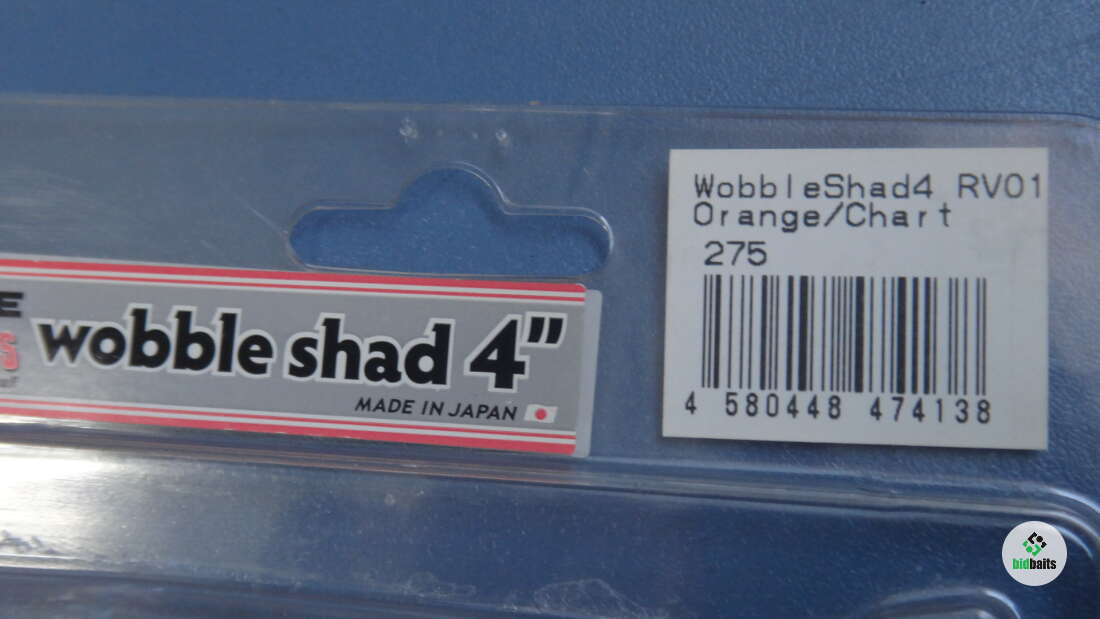 E
S
wobble shad 4"
MADE IN JAPAN
WobbleShad4 RV01
Orange/Chart
275
4 580448 474138
bidbaits